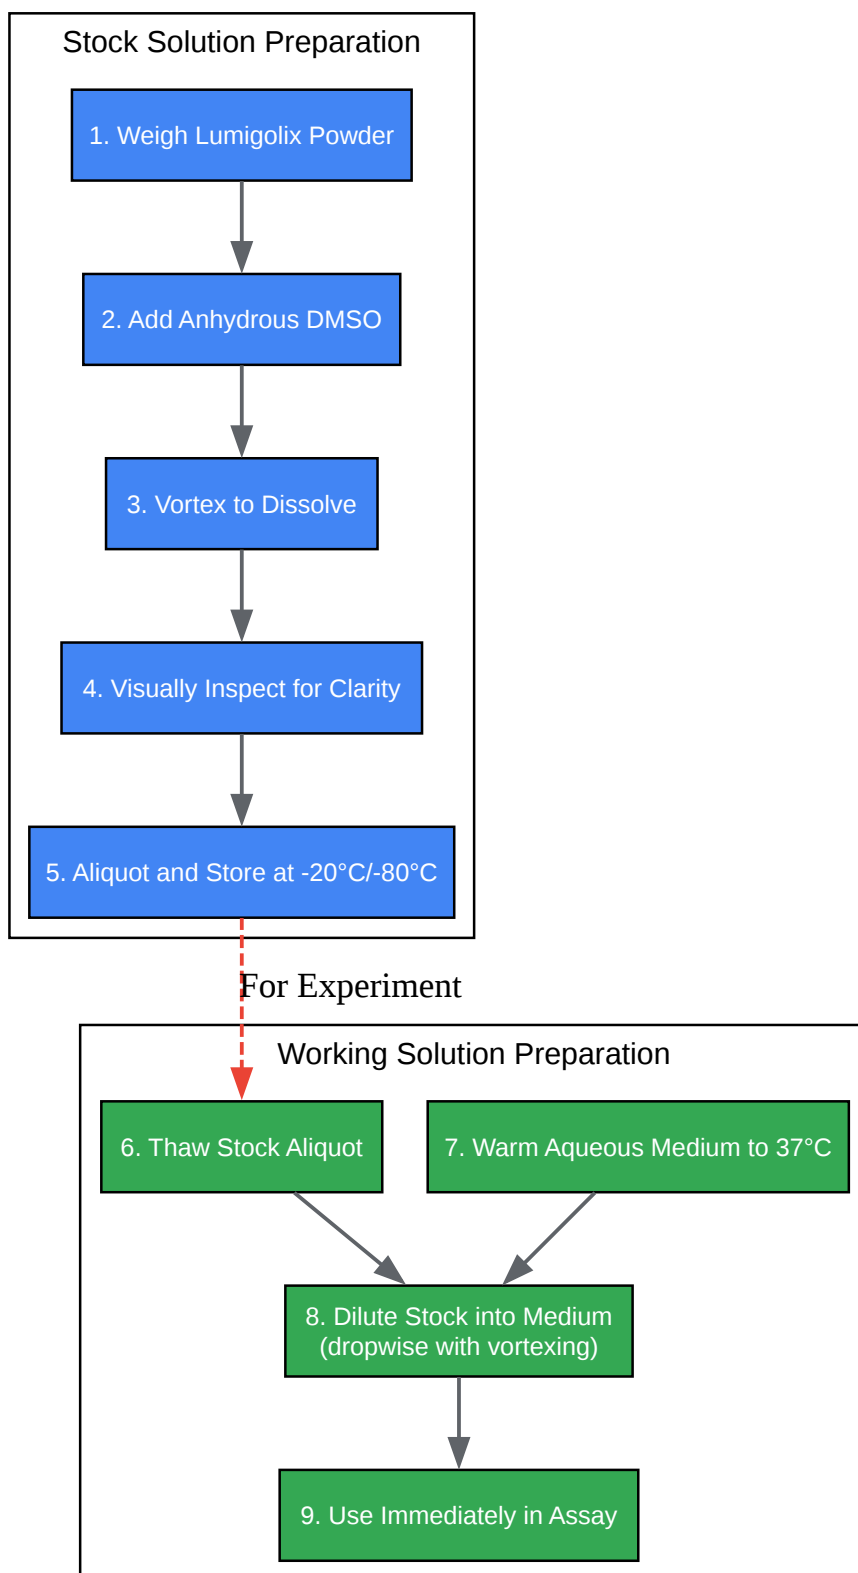 Stock Solution Preparation
1. Weigh Lumigolix Powder
2. Add Anhydrous DMSO
3. Vortex to Dissolve
4. Visually Inspect for Clarity
5. Aliquot and Store at -20°C/-80°C
For Experiment
Working Solution Preparation
6. Thaw Stock Aliquot
7. Warm Aqueous Medium to 37°C
8. Dilute Stock into Medium
(dropwise with vortexing)
9. Use Immediately in Assay